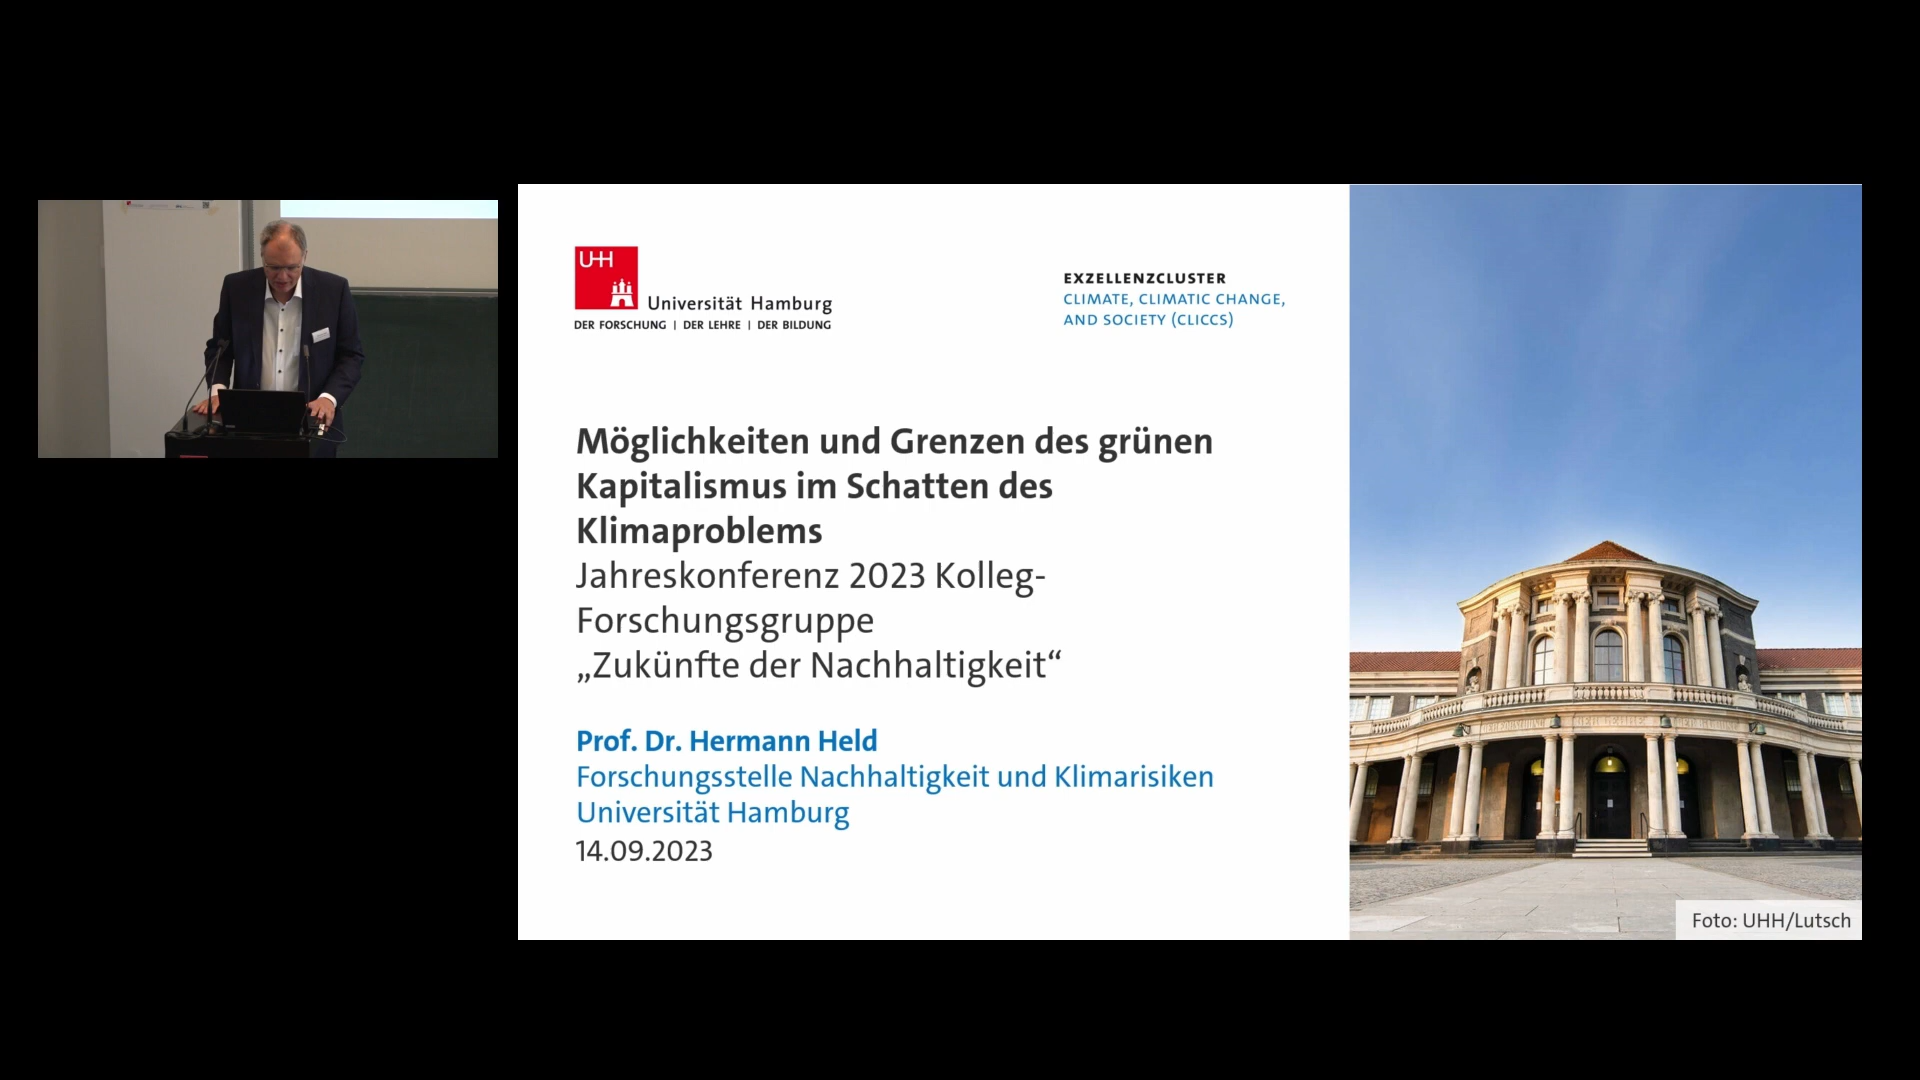 UHH
Universität Hamburg
DER FORSCHUNG | DER LEHRE | DER BILDUNG
EXZELLENZCLUSTER
CLIMATE, CLIMATIC CHANGE,
AND SOCIETY (CLICCS)
Möglichkeiten und Grenzen des grünen
Kapitalismus im Schatten des
Klimaproblems
Jahreskonferenz 2023 Kolleg-
Forschungsgruppe
„Zukünfte der Nachhaltigkeit“
Prof. Dr. Hermann Held
Forschungsstelle Nachhaltigkeit und Klimarisiken
Universität Hamburg
14.09.2023
Foto: UHH/Lutsch